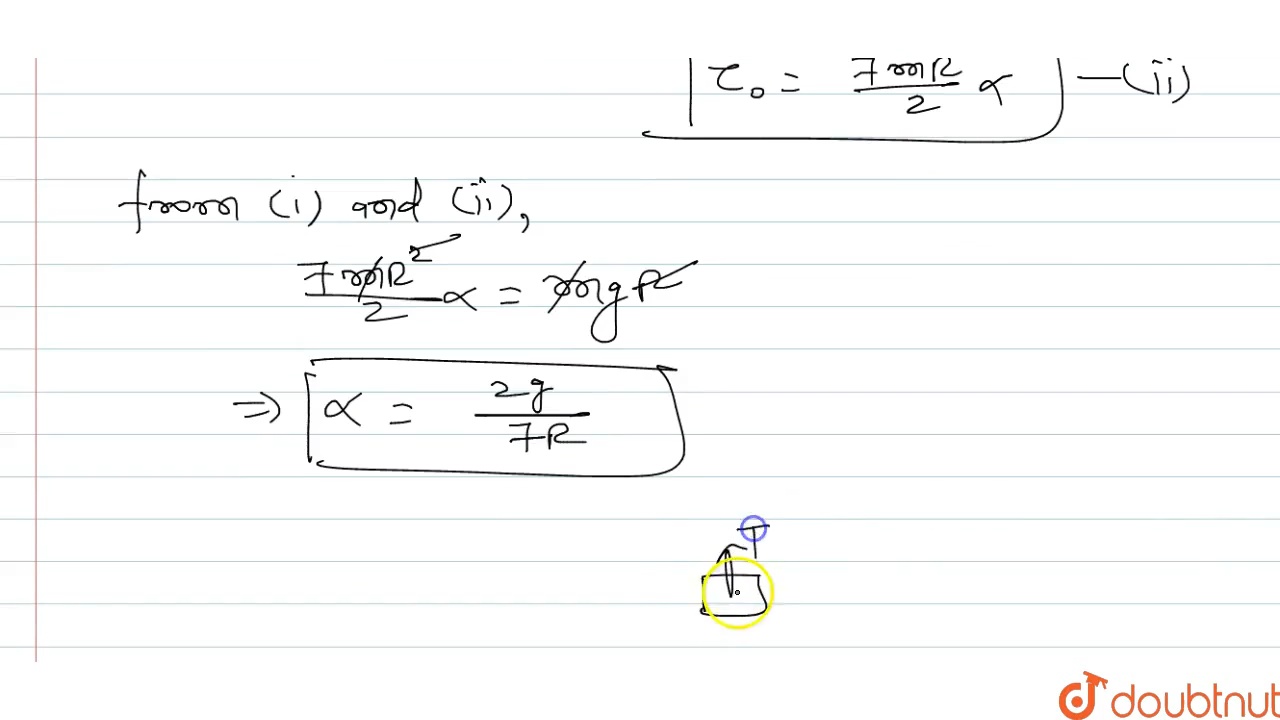 τ₀ = 7mR/2 α —(ii)
from (i) and (ii),
7mR²/2 α = mgR
⇒ α = 2g/7R
T
doubtnut